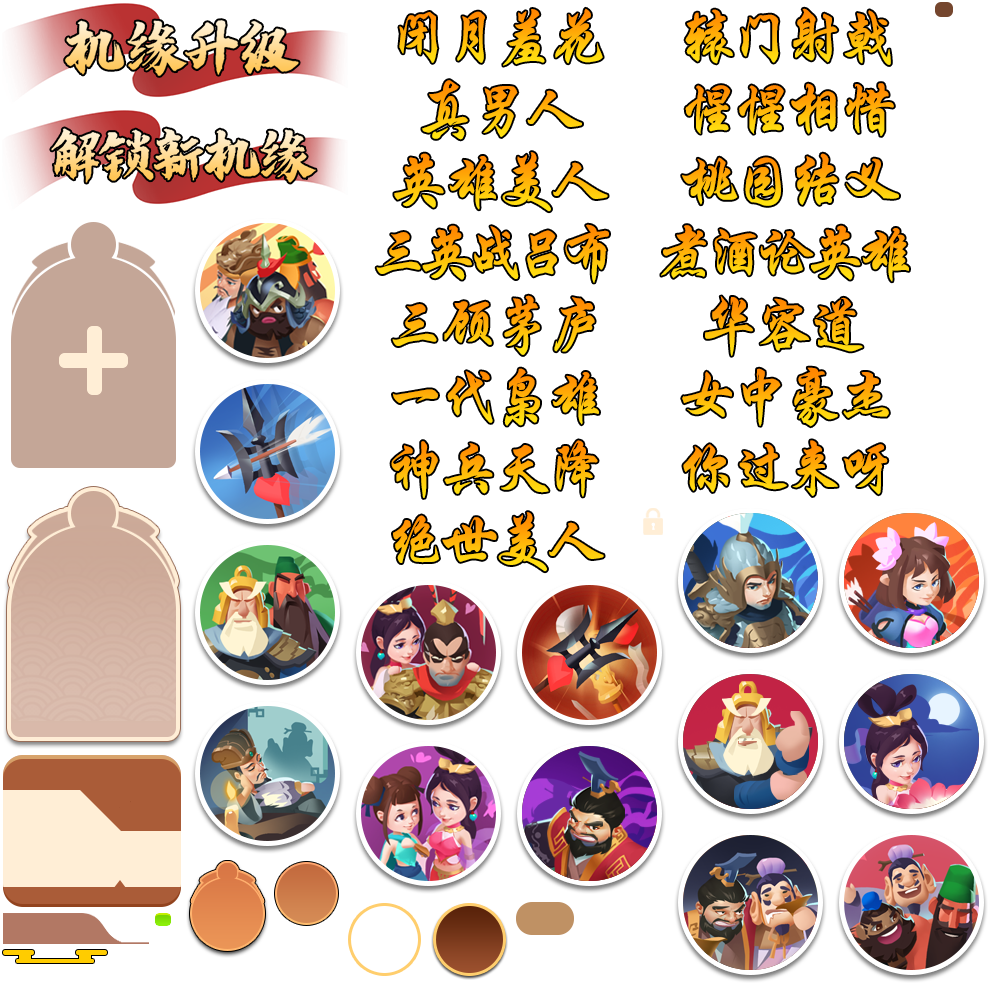 机缘升级
解锁新机缘
闭月羞花
真男人
英雄美人
三英战吕布
三顾茅庐
一代枭雄
神兵天降
绝世美人
辕门射戟
惺惺相惜
桃园结义
煮酒论英雄
华容道
女中豪杰
你过来呀